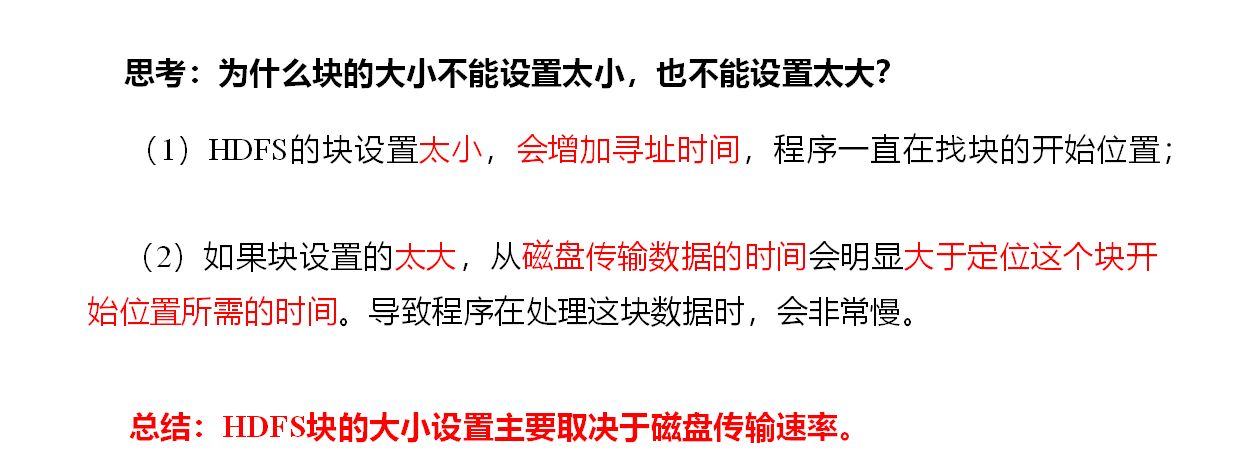 思考：为什么块的大小不能设置太小，也不能设置太大？
（1）HDFS的块设置太小，会增加寻址时间，程序一直在找块的开始位置；
（2）如果块设置的太大，从磁盘传输数据的时间会明显大于定位这个块开
始位置所需的时间。导致程序在处理这块数据时，会非常慢。
总结：HDFS块的大小设置主要取决于磁盘传输速率。